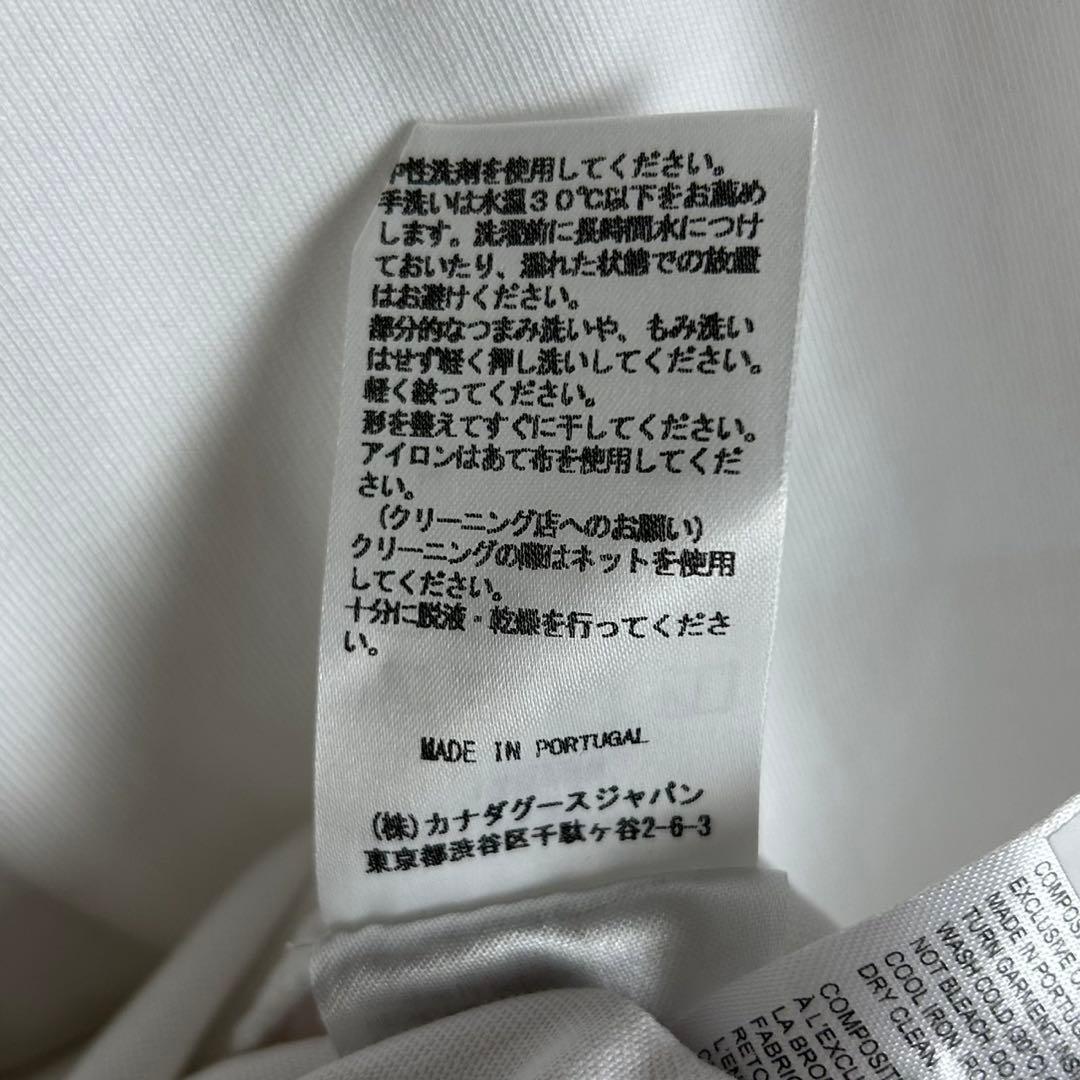 中性洗剤を使用してください。
手洗いは水温30℃以下をお薦め
します。洗濯前に長時間水につけ
ておいたり、濡れた状態での放置
はお避けください。
部分的なつまみ洗いや、もみ洗い
はせず軽く押し洗いしてください。
軽く絞ってください。
形を整えてすぐに干してください。
アイロンはあて布を使用してくだ
さい。
(クリーニング店へのお願い)
クリーニングの際はネットを使用
してください。
十分に脱液・乾燥を行ってくださ
い。
MADE IN PORTUGAL
(株)カナダグースジャパン
東京都渋谷区千駄ケ谷2-6-3
COMPOS
EXCLUSIVE O
MADE IN PORTU
TURN GARMENT INS
WASH COLD (30°C)
NOT BLEACH DO
COOL IRON
DRY CLEAN
COMPOSITI
À L'EXCLU
LA BRO
FABRI
RETO
L'EN